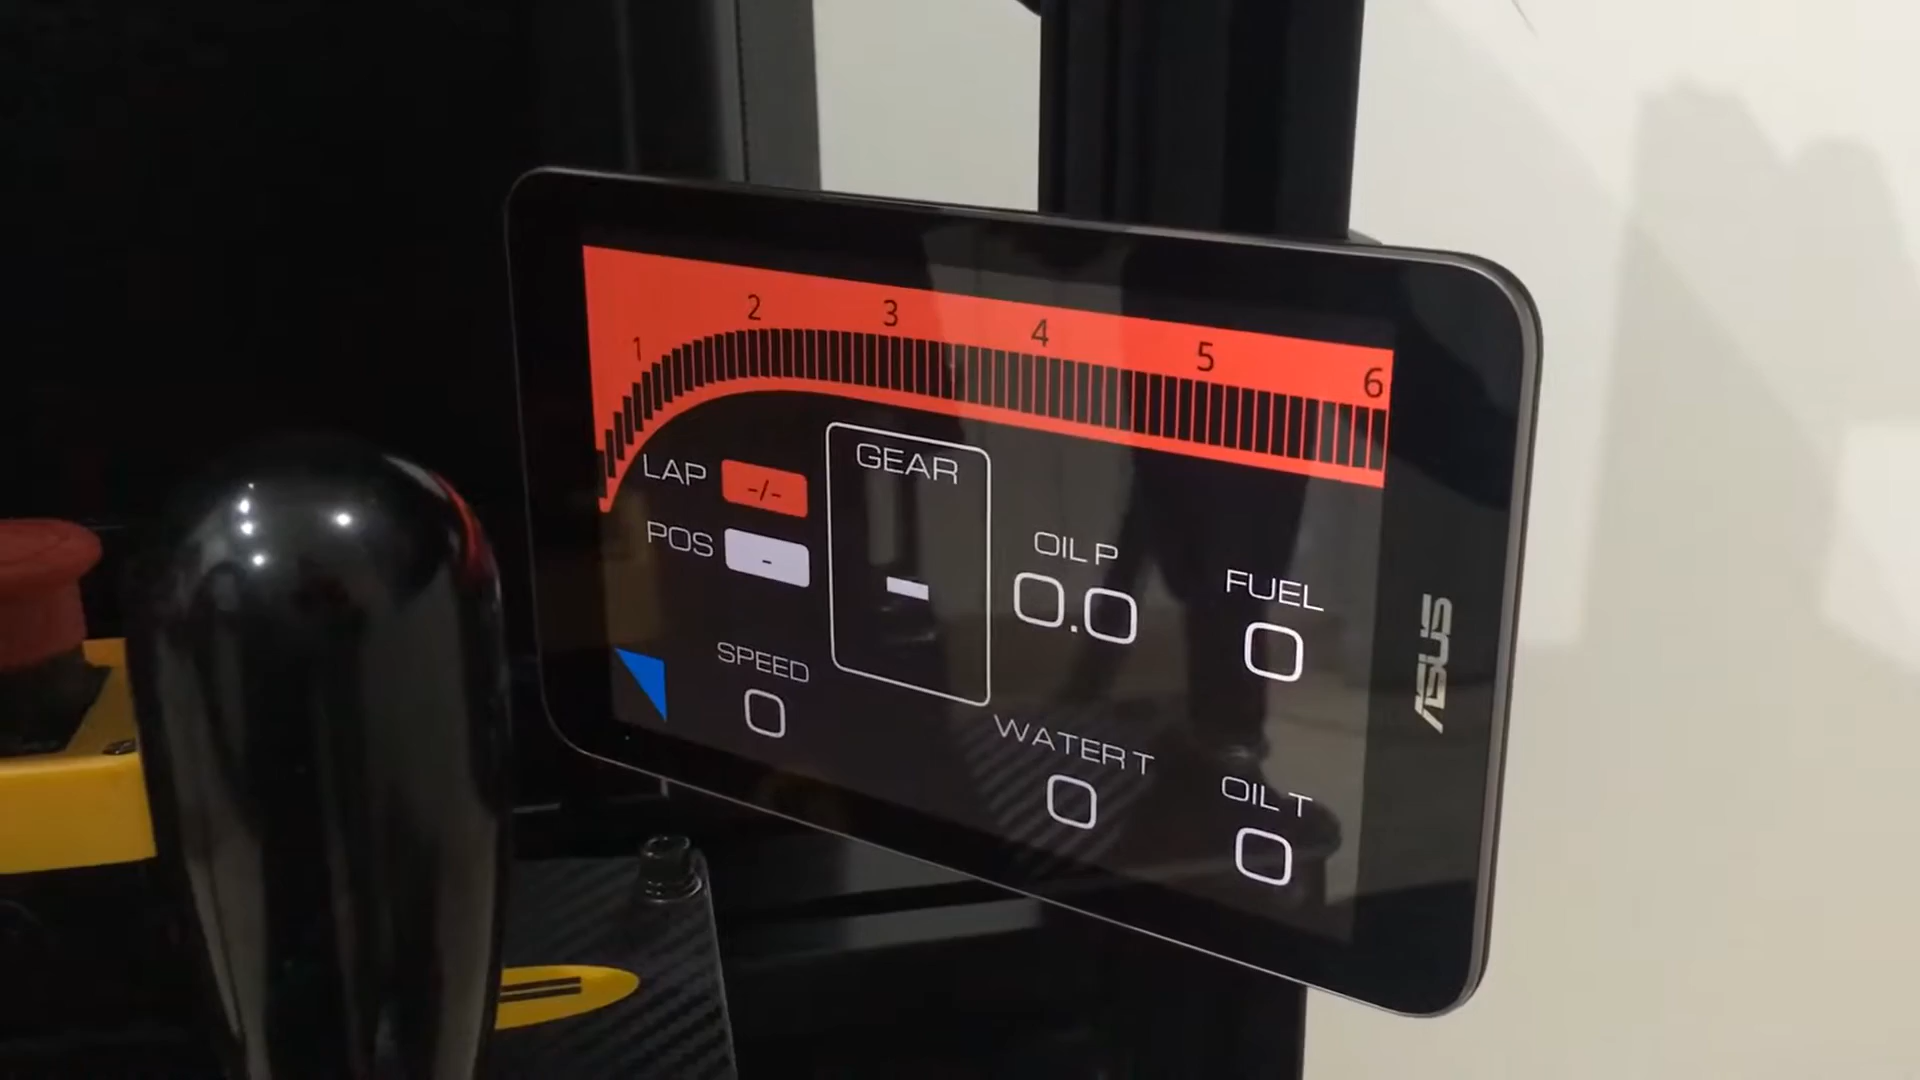 1 2 3 4 5 6
LAP -/-
POS -
GEAR
-
SPEED
0
OIL P
0.0
FUEL
0
WATER T
0
OIL T
0
ASUS